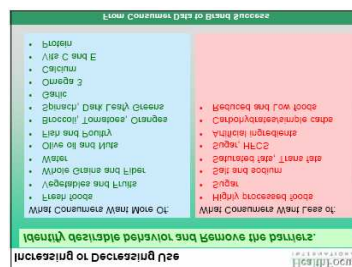 HealthFocus
INTERNATIONAL
Increasing or Decreasing Use
Identify desirable behavior and Remove the barriers.
What Consumers Want More Of:
• Fresh foods
• Vegetables and Fruits
• Whole Grains and Fiber
• Water
• Olive oil and Nuts
• Fish and Poultry
• Broccoli, Tomatoes, Oranges
• Spinach, Dark Leafy Greens
• Garlic
• Omega 3
• Calcium
• Vits C and E
• Protein
What Consumers Want Less of:
• Highly processed foods
• Sugar
• Salt and sodium
• Saturated fats, Trans fats
• Sugar, HFCS
• Artificial ingredients
• Carbohydrates/simple carbs
• Reduced and Low foods
From Consumer Data to Brand Success